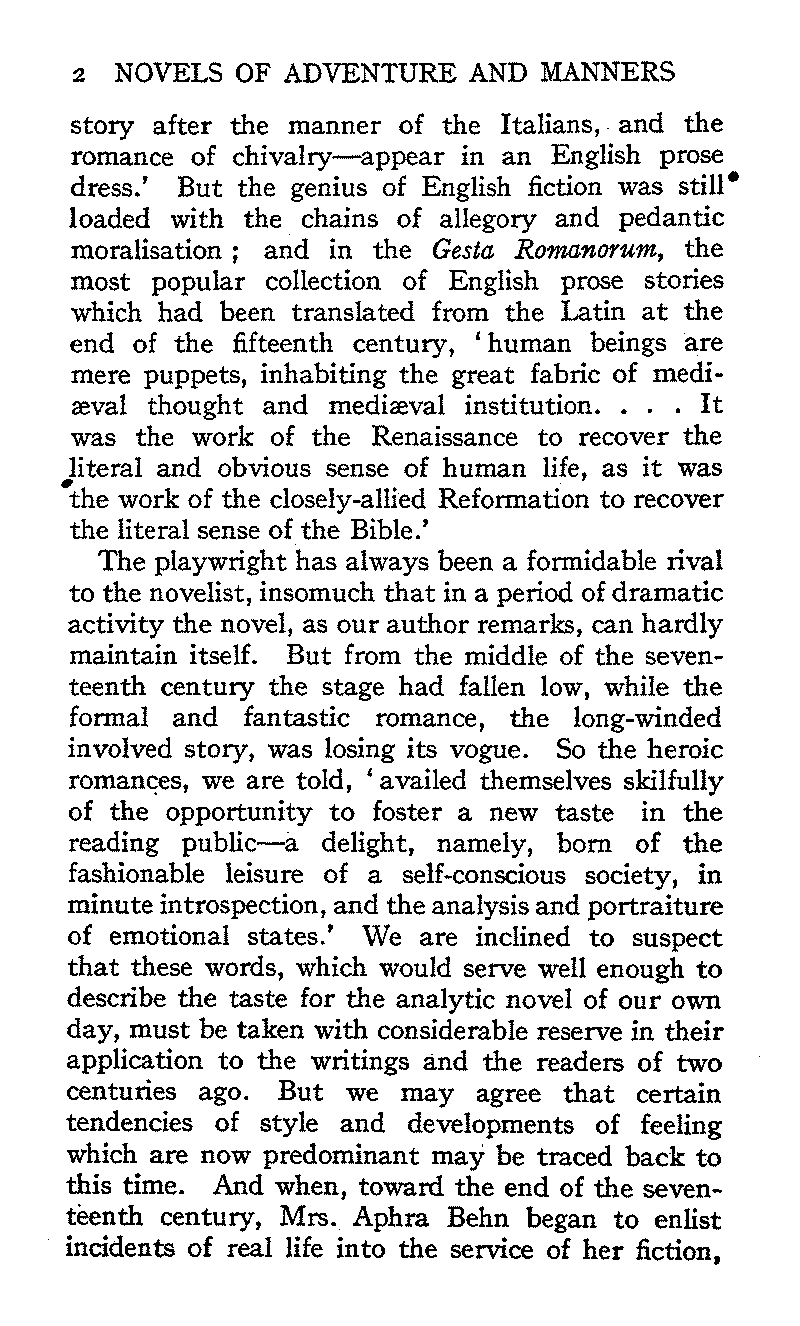 2 NOVELS OF ADVENTURE AND MANNERS
story after the manner of the Italians, and the
romance of chivalry—appear in an English prose
dress.' But the genius of English fiction was still
loaded with the chains of allegory and pedantic
moralisation ; and in the Gesta Romanorum, the
most popular collection of English prose stories
which had been translated from the Latin at the
end of the fifteenth century, ‘human beings are
mere puppets, inhabiting the great fabric of medi-
æval thought and mediæval institution. . . . It
was the work of the Renaissance to recover the
literal and obvious sense of human life, as it was
the work of the closely-allied Reformation to recover
the literal sense of the Bible.’
The playwright has always been a formidable rival
to the novelist, insomuch that in a period of dramatic
activity the novel, as our author remarks, can hardly
maintain itself. But from the middle of the seven-
teenth century the stage had fallen low, while the
formal and fantastic romance, the long-winded
involved story, was losing its vogue. So the heroic
romances, we are told, ‘availed themselves skilfully
of the opportunity to foster a new taste in the
reading public—a delight, namely, born of the
fashionable leisure of a self-conscious society, in
minute introspection, and the analysis and portraiture
of emotional states.’ We are inclined to suspect
that these words, which would serve well enough to
describe the taste for the analytic novel of our own
day, must be taken with considerable reserve in their
application to the writings and the readers of two
centuries ago. But we may agree that certain
tendencies of style and developments of feeling
which are now predominant may be traced back to
this time. And when, toward the end of the seven-
teenth century, Mrs. Aphra Behn began to enlist
incidents of real life into the service of her fiction,